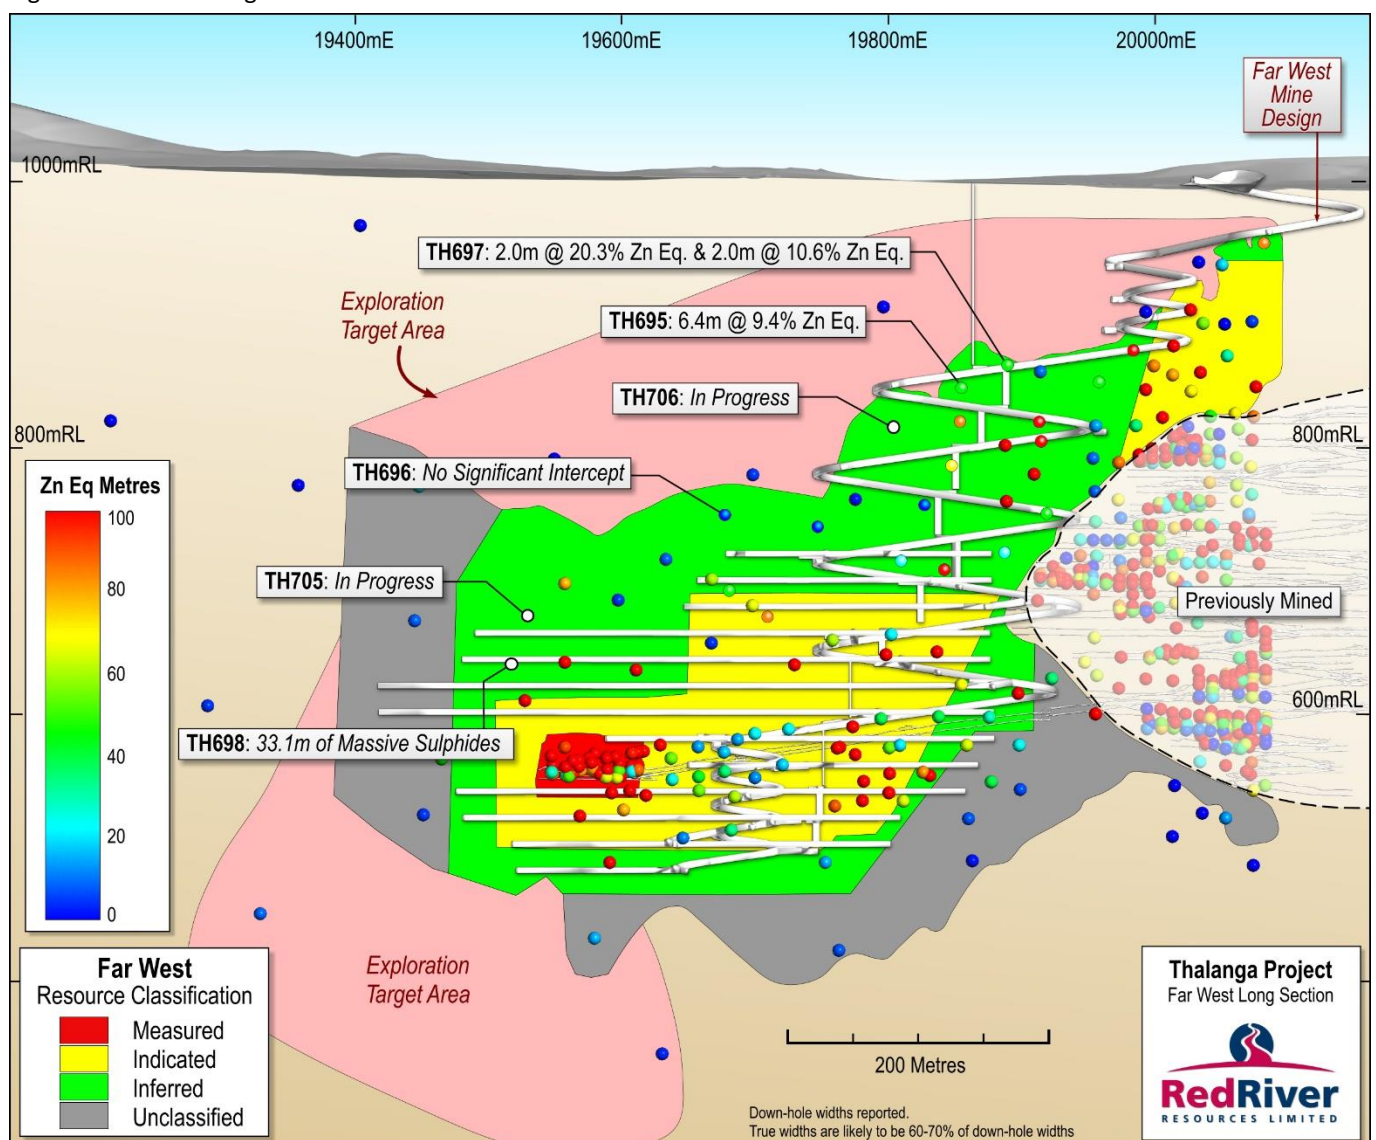 19400mE
19600mE
19800mE
20000mE
Far West
Mine
Design
1000mRL
TH697: 2.0m @ 20.3% Zn Eq. & 2.0m @ 10.6% Zn Eq.
Exploration
Target Area
TH695: 6.4m @ 9.4% Zn Eq.
TH706: In Progress
800mRL
800mRL
TH696: No Significant Intercept
Zn Eq Metres
100
80
60
40
20
0
TH705: In Progress
Previously Mined
600mRL
TH698: 33.1m of Massive Sulphides
Far West
Resource Classification
Measured
Indicated
Inferred
Unclassified
Exploration
Target Area
200 Metres
Down-hole widths reported.
True widths are likely to be 60-70% of down-hole widths
Thalanga Project
Far West Long Section
RedRiver
RESOURCES LIMITED